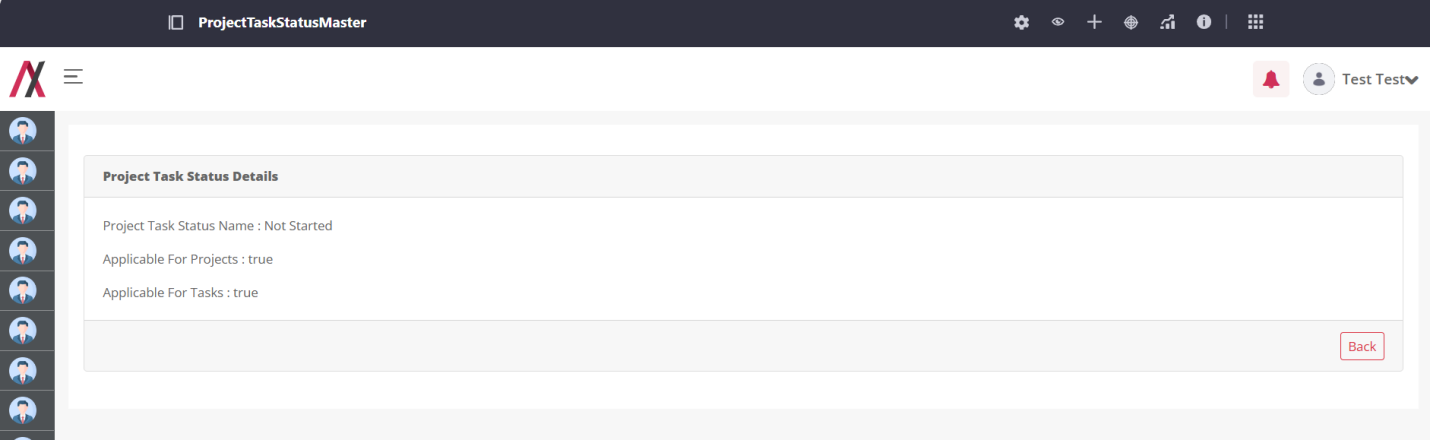 ProjectTaskStatusMaster
Test Test
Project Task Status Details
Project Task Status Name : Not Started
Applicable For Projects : true
Applicable For Tasks : true
Back